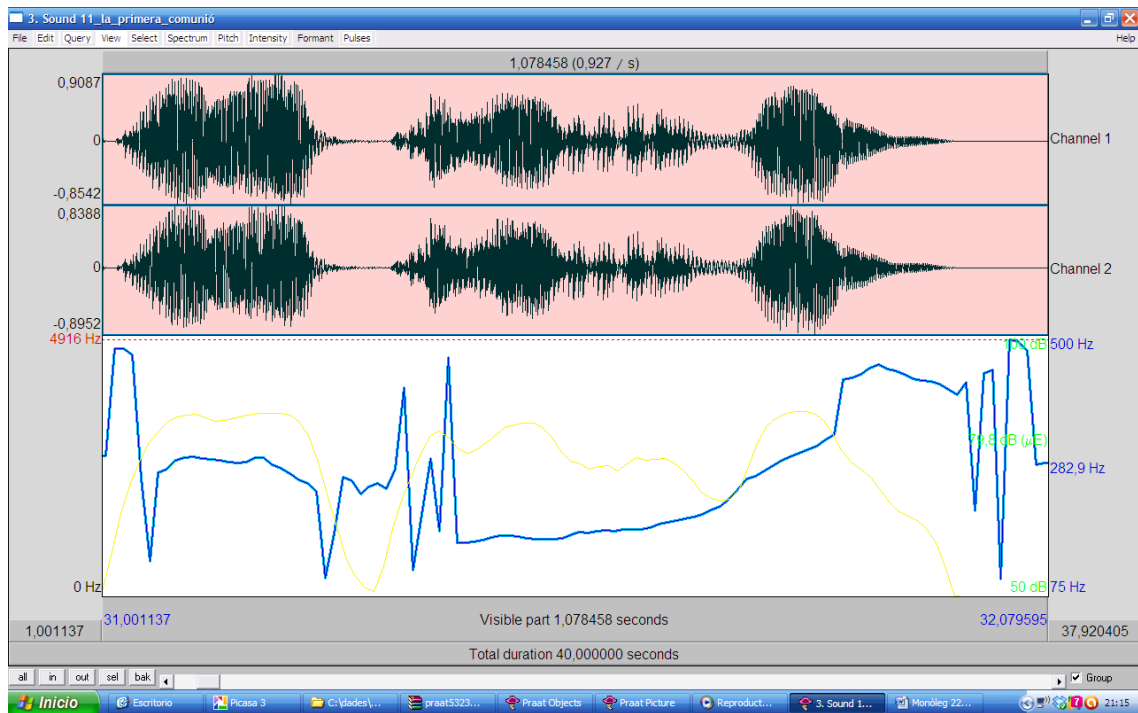 3. Sound 11_la_primera_comunió
File Edit Query View Select Spectrum Pitch Intensity Formant Pulses Help
1,078458 (0,927 / s)
0,9087
0
Channel 1
-0,8542
0,8388
0
Channel 2
-0,8952
4916 Hz
100 dB
500 Hz
79,8 dB (µE)
282,9 Hz
0 Hz
50 dB
75 Hz
31,001137
Visible part 1,078458 seconds
32,079595
1,001137
37,920405
Total duration 40,000000 seconds
all in out sel bak
Group
Inicio Escritorio Picasa 3 C:\dades\... praat5323... Praat Objects Praat Picture Reproduct... 3. Sound 1... Monòleg 22... 21:15